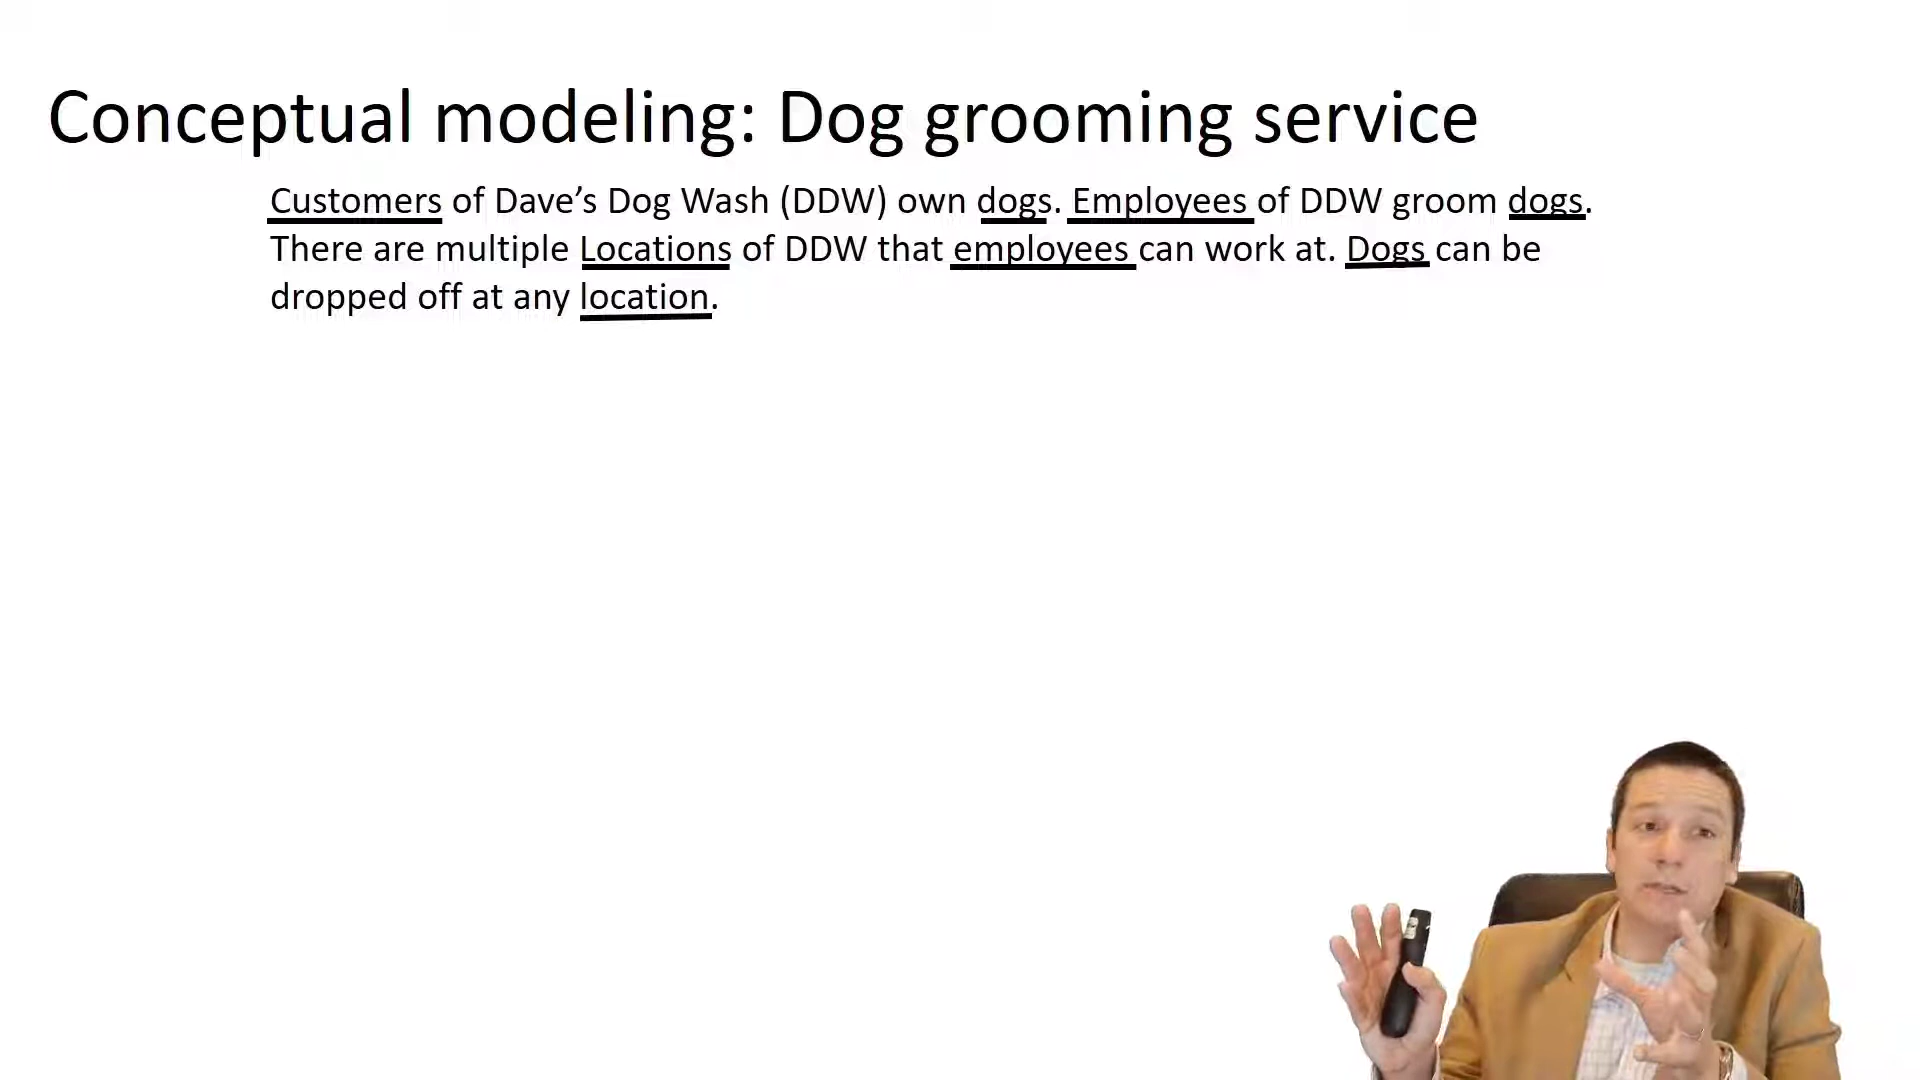 Conceptual modeling: Dog grooming service
Customers of Dave’s Dog Wash (DDW) own dogs. Employees of DDW groom dogs.
There are multiple Locations of DDW that employees can work at. Dogs can be
dropped off at any location.